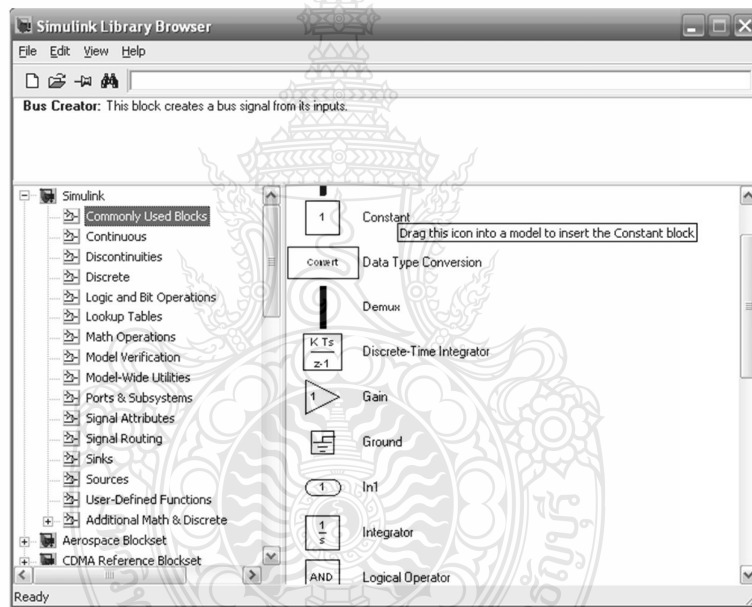 Simulink Library Browser
File Edit View Help
Bus Creator: This block creates a bus signal from its inputs.
Simulink
Commonly Used Blocks
Continuous
Discontinuities
Discrete
Logic and Bit Operations
Lookup Tables
Math Operations
Model Verification
Model-Wide Utilities
Ports & Subsystems
Signal Attributes
Signal Routing
Sinks
Sources
User-Defined Functions
Additional Math & Discrete
Aerospace Blockset
CDMA Reference Blockset
1 Constant
Drag this icon into a model to insert the Constant block
Convert Data Type Conversion
Demux
K Ts
z-1
Discrete-Time Integrator
1 Gain
Ground
1 In1
1
s
Integrator
AND Logical Operator
Ready